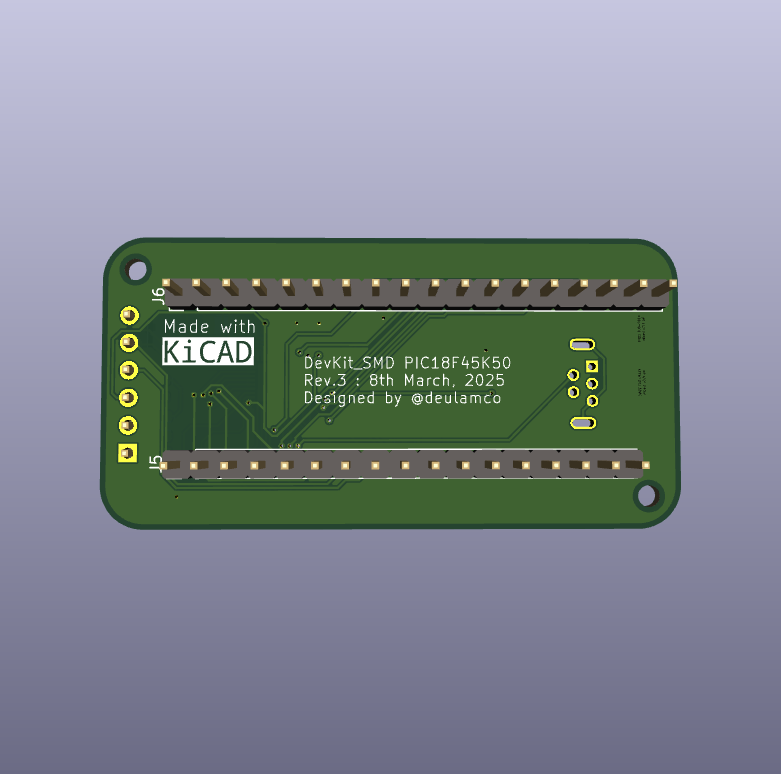 J6
Made with
KiCAD
DevKit_SMD PIC18F45K50
Rev.3 : 8th March, 2025
Designed by @deulamco
J5